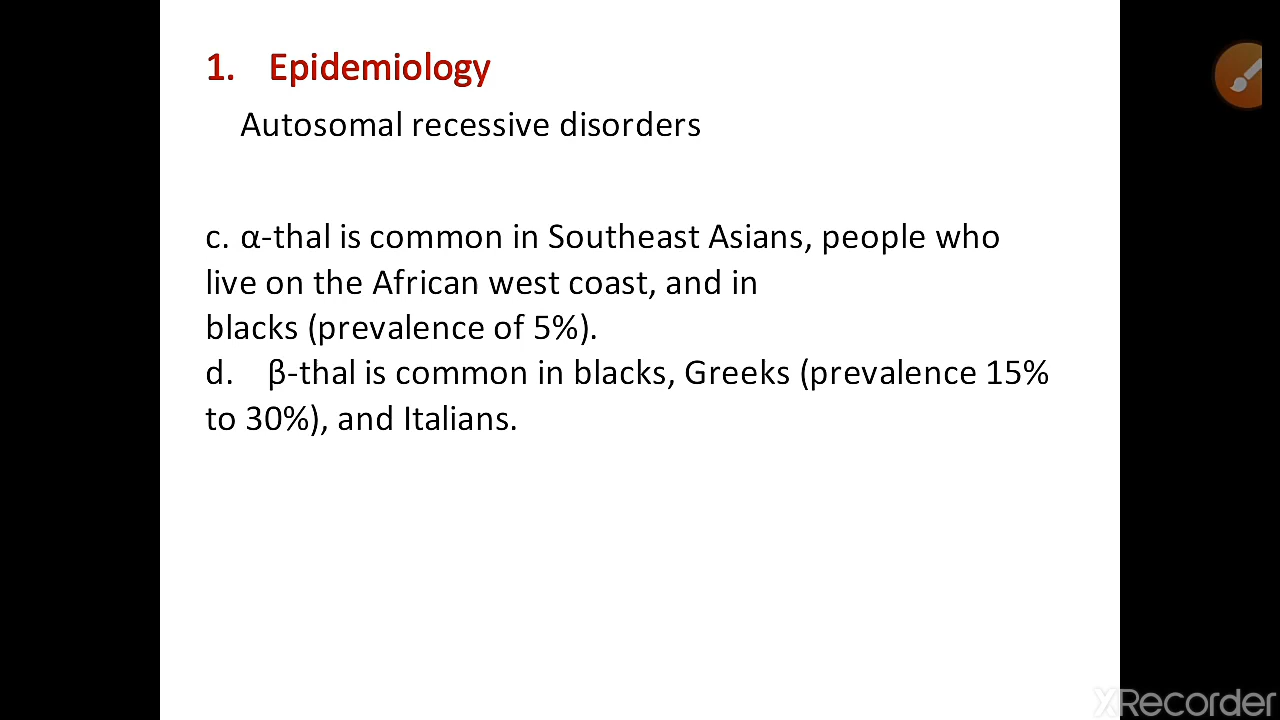 1. Epidemiology
Autosomal recessive disorders
c. α-thal is common in Southeast Asians, people who
live on the African west coast, and in
blacks (prevalence of 5%).
d. β-thal is common in blacks, Greeks (prevalence 15%
to 30%), and Italians.
XRecorder